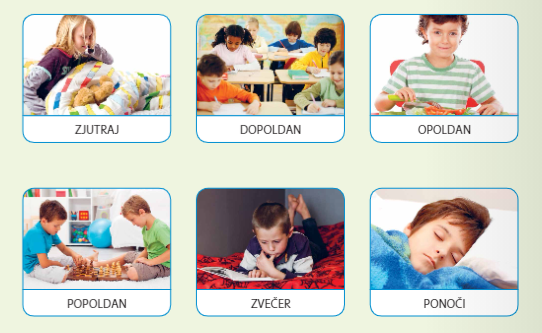 ZJUTRAJ
DOPOLDAN
OPOLDAN
POPOLDAN
ZVEČER
PONOČI